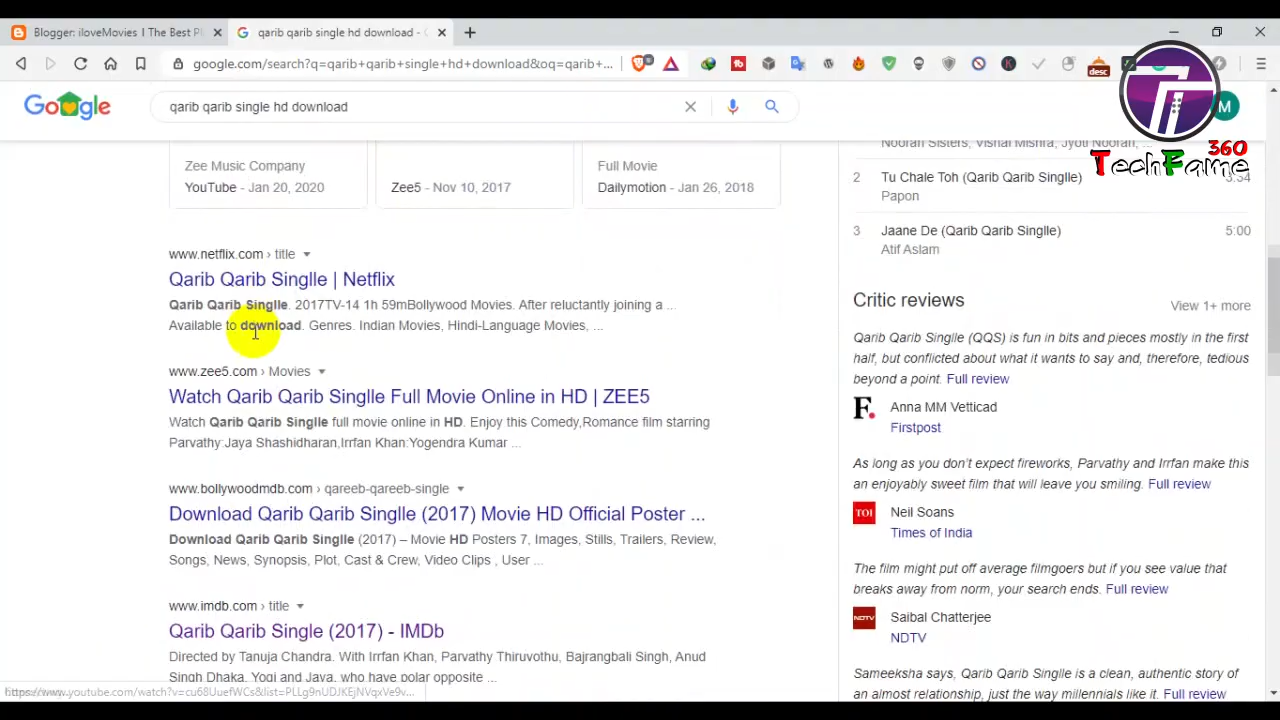 Blogger: iloveMovies I The Best P
qarib qarib single hd download -
google.com/search?q=qarib+qarib+single+hd+download&oq=qarib+...
desc
Google
qarib qarib single hd download
M
TechFame
360
Zee Music Company
YouTube - Jan 20, 2020
Zee5 - Nov 10, 2017
Full Movie
Dailymotion - Jan 26, 2018
www.netflix.com › title
Qarib Qarib Singlle | Netflix
Qarib Qarib Singlle. 2017TV-14 1h 59mBollywood Movies. After reluctantly joining a ...
Available to download. Genres. Indian Movies, Hindi-Language Movies, ...
www.zee5.com › Movies
Watch Qarib Qarib Singlle Full Movie Online in HD | ZEE5
Watch Qarib Qarib Singlle full movie online in HD. Enjoy this Comedy,Romance film starring
Parvathy:Jaya Shashidharan,Irrfan Khan:Yogendra Kumar ...
www.bollywoodmdb.com › qareeb-qareeb-single
Download Qarib Qarib Singlle (2017) Movie HD Official Poster ...
Download Qarib Qarib Singlle (2017) – Movie HD Posters 7, Images, Stills, Trailers, Review,
Songs, News, Synopsis, Plot, Cast & Crew, Video Clips , User ...
www.imdb.com › title
Qarib Qarib Single (2017) - IMDb
Directed by Tanuja Chandra. With Irrfan Khan, Parvathy Thiruvothu, Bajrangbali Singh, Anud
Singh Dhaka. Yogi and Jaya, who have polar opposite ...
Nooran Sisters, Vishal Mishra, Jyoti Nooran, ...
2 Tu Chale Toh (Qarib Qarib Singlle) 3:34
Papon
3 Jaane De (Qarib Qarib Singlle) 5:00
Atif Aslam
Critic reviews
View 1+ more
Qarib Qarib Singlle (QQS) is fun in bits and pieces mostly in the first
half, but conflicted about what it wants to say and, therefore, tedious
beyond a point. Full review
F.
Anna MM Vetticad
Firstpost
As long as you don't expect fireworks, Parvathy and Irrfan make this
an enjoyably sweet film that will leave you smiling. Full review
TOI
Neil Soans
Times of India
The film might put off average filmgoers but if you see value that
breaks away from norm, your search ends. Full review
NDTV
Saibal Chatterjee
NDTV
Sameeksha says, Qarib Qarib Singlle is a clean, authentic story of
an almost relationship, just the way millennials like it. Full review